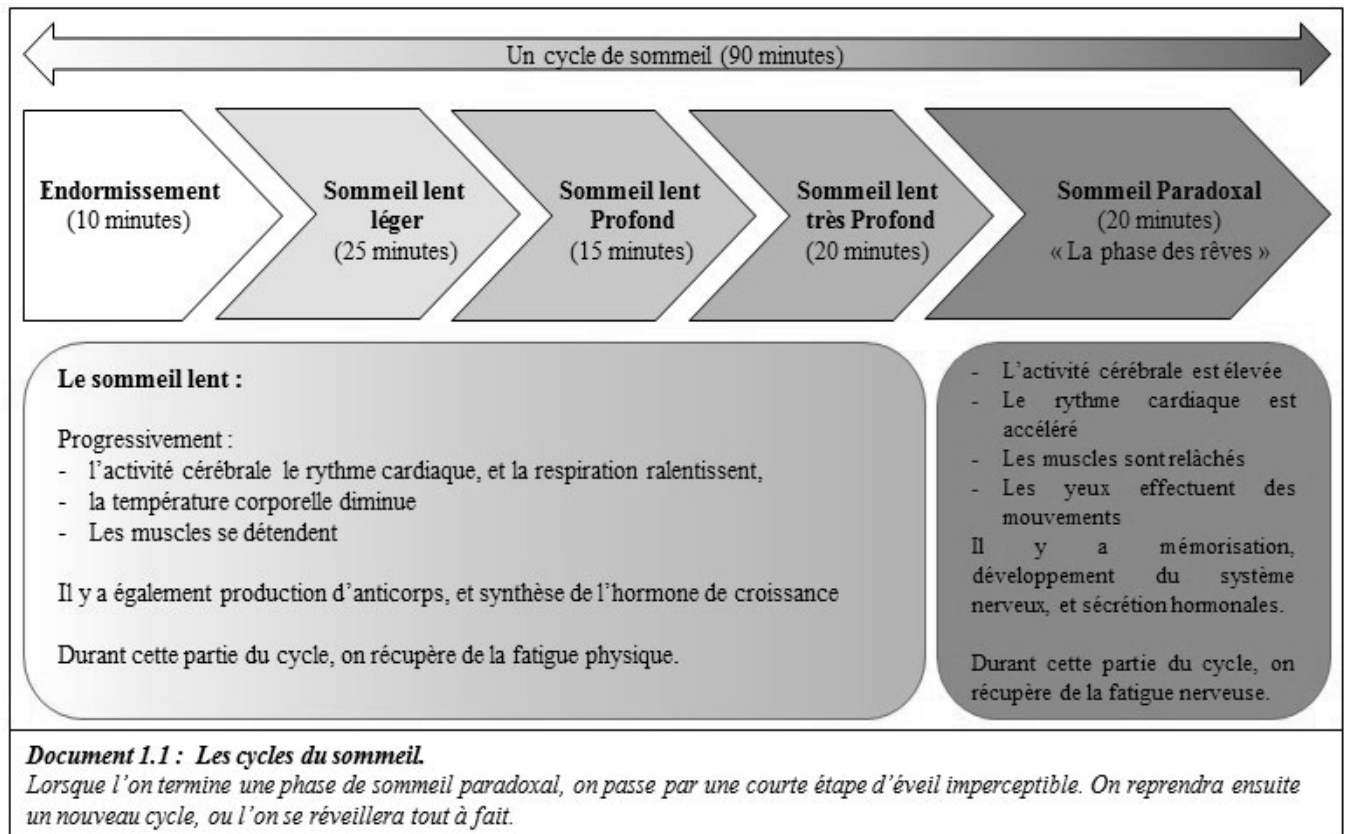 Un cycle de sommeil (90 minutes)
Endormissement
(10 minutes)
Sommeil lent
léger
(25 minutes)
Sommeil lent
Profond
(15 minutes)
Sommeil lent
très Profond
(20 minutes)
Sommeil Paradoxal
(20 minutes)
« La phase des rêves »
Le sommeil lent :
Progressivement :
- l’activité cérébrale le rythme cardiaque, et la respiration ralentissent,
- la température corporelle diminue
- Les muscles se détendent
Il y a également production d’anticorps, et synthèse de l’hormone de croissance
Durant cette partie du cycle, on récupère de la fatigue physique.
- L’activité cérébrale est élevée
- Le rythme cardiaque est
accéléré
- Les muscles sont relâchés
- Les yeux effectuent des
mouvements
Il y a mémorisation,
développement du système
nerveux, et sécrétion hormonales.
Durant cette partie du cycle, on
récupère de la fatigue nerveuse.
Document 1.1 : Les cycles du sommeil.
Lorsque l’on termine une phase de sommeil paradoxal, on passe par une courte étape d’éveil imperceptible. On reprendra ensuite
un nouveau cycle, ou l’on se réveillera tout à fait.